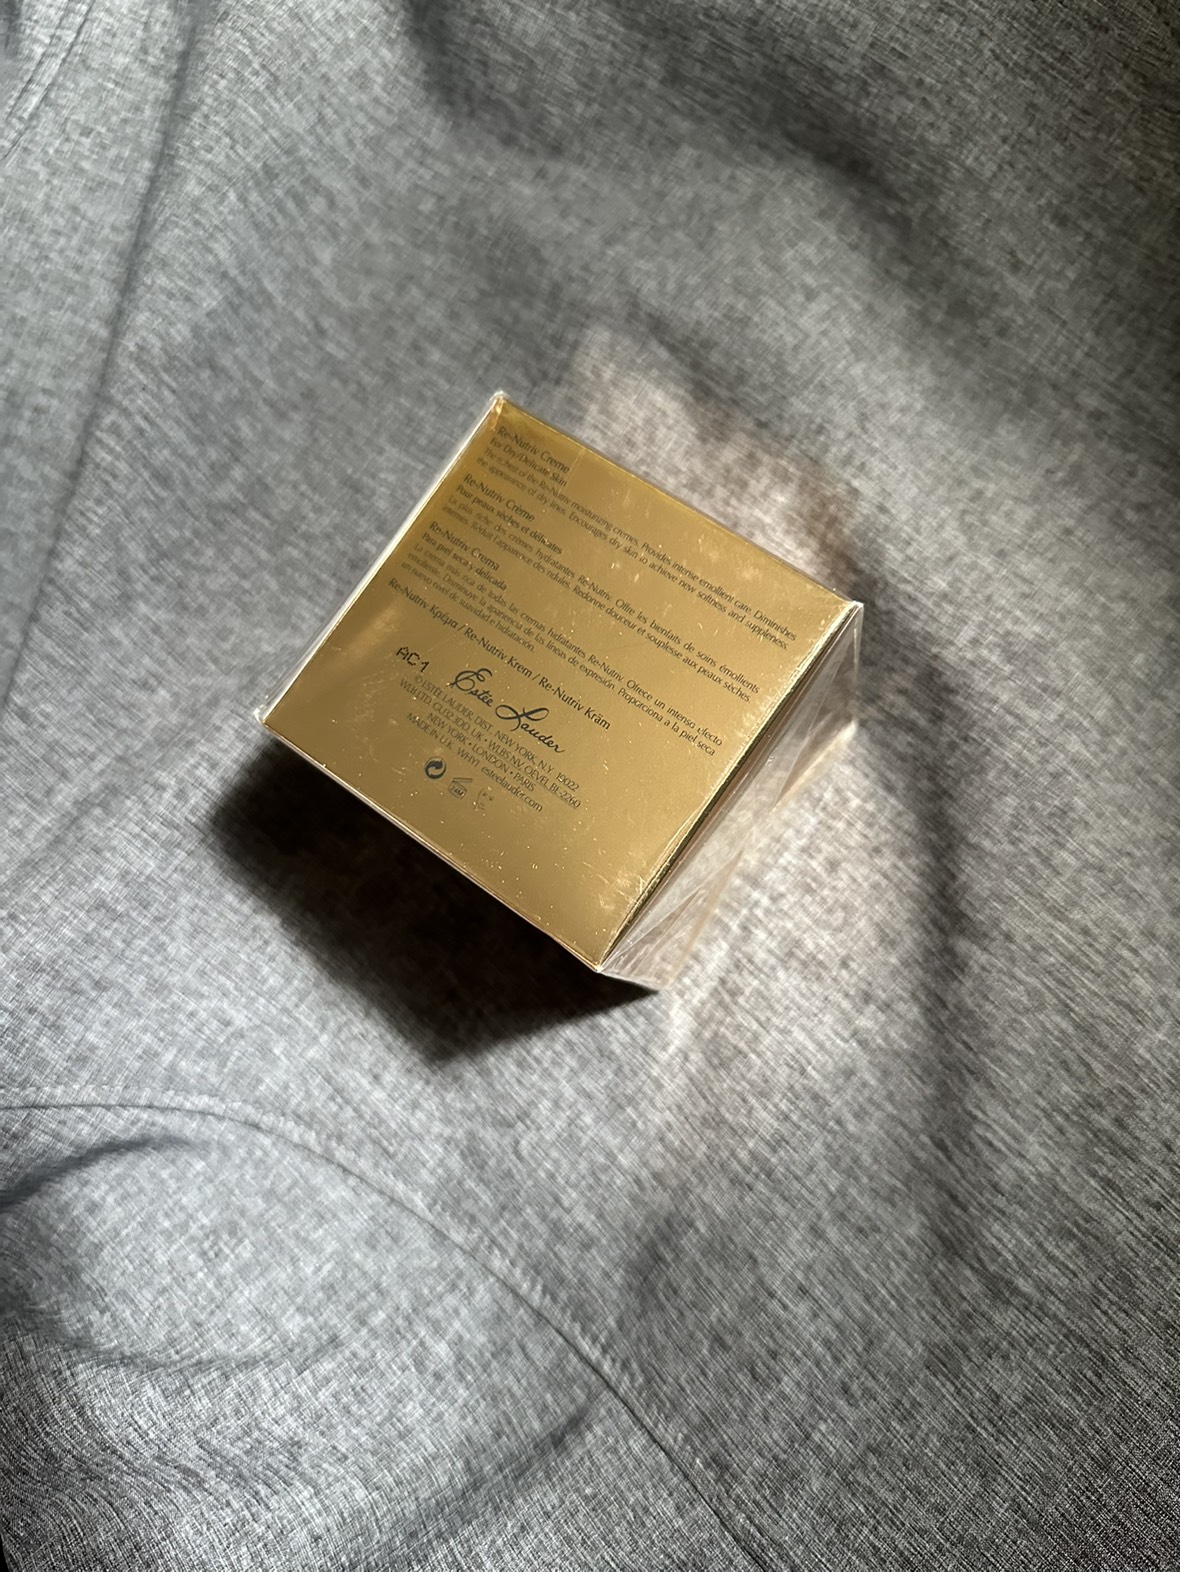 Re-Nutriv Creme
For Dry/Delicate Skin
The richest of the Re-Nutriv moisturizing cremes. Provides intense emollient care. Diminishes
the appearance of dry lines. Encourages dry skin to achieve new softness and suppleness.
Re-Nutriv Crème
Pour peaux sèches et délicates
La plus riche des crèmes hydratantes Re-Nutriv. Offre les bienfaits de soins émollients
intenses. Réduit l'apparence des ridules. Redonne douceur et souplesse aux peaux sèches.
Re-Nutriv Crema
Para piel seca y delicada
La crema más rica de todas las cremas hidratantes Re-Nutriv. Ofrece un intenso efecto
emoliente. Disminuye la apariencia de las líneas de expresión. Proporciona a la piel seca
un nuevo nivel de suavidad e hidratación.
Re-Nutriv Κρέμα / Re-Nutriv Krem / Re-Nutriv Kräm
AC-1
Estée Lauder
© ESTÉE LAUDER, DIST. NEW YORK, N.Y. 10022
WLBS NV, OEVEL BE-2260
NEW YORK • LONDON • PARIS
MADE IN U.K. esteelauder.com
24M